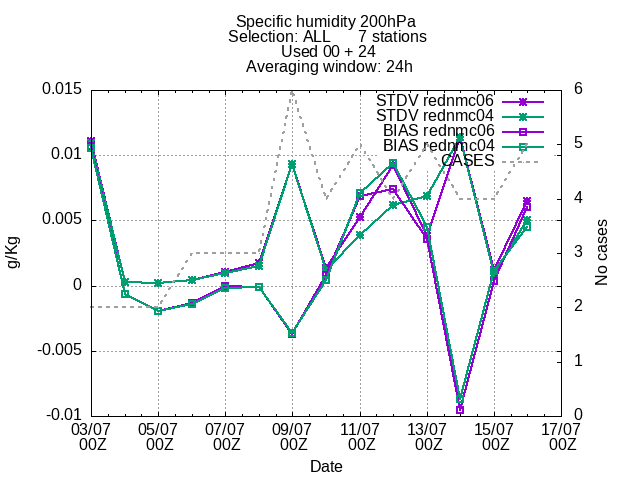 Specific humidity 200hPa
Selection: ALL 7 stations
Used 00 + 24
Averaging window: 24h
0.015
0.01
0.005
0
-0.005
-0.01
g/Kg
6
5
4
3
2
1
0
No cases
STDV rednmc06
STDV rednmc04
BIAS rednmc06
BIAS rednmc04
CASES
03/07 05/07 07/07 09/07 11/07 13/07 15/07 17/07
00Z 00Z 00Z 00Z 00Z 00Z 00Z 00Z
Date